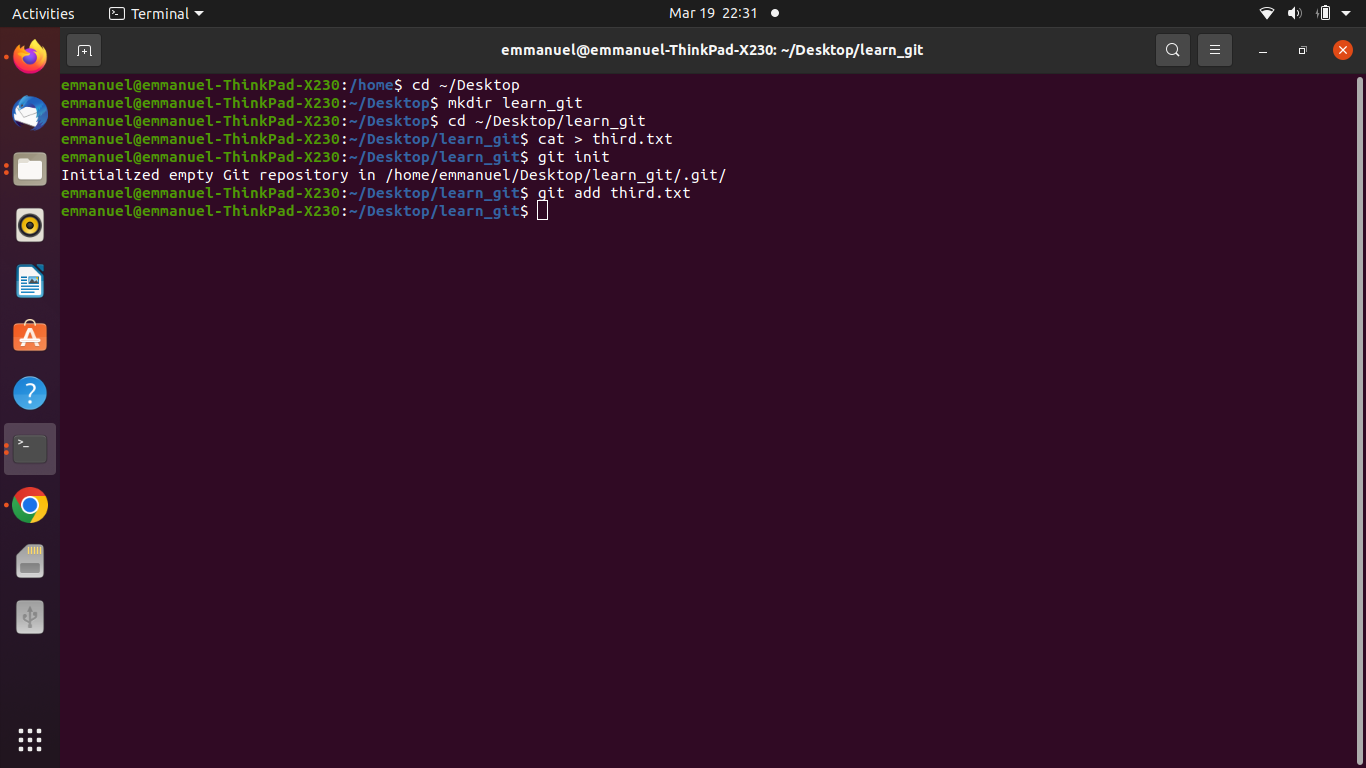 Activities Terminal Mar 19 22:31
emmanuel@emmanuel-ThinkPad-X230: ~/Desktop/learn_git
emmanuel@emmanuel-ThinkPad-X230:/home$ cd ~/Desktop
emmanuel@emmanuel-ThinkPad-X230:~/Desktop$ mkdir learn_git
emmanuel@emmanuel-ThinkPad-X230:~/Desktop$ cd ~/Desktop/learn_git
emmanuel@emmanuel-ThinkPad-X230:~/Desktop/learn_git$ cat > third.txt
emmanuel@emmanuel-ThinkPad-X230:~/Desktop/learn_git$ git init
Initialized empty Git repository in /home/emmanuel/Desktop/learn_git/.git/
emmanuel@emmanuel-ThinkPad-X230:~/Desktop/learn_git$ git add third.txt
emmanuel@emmanuel-ThinkPad-X230:~/Desktop/learn_git$